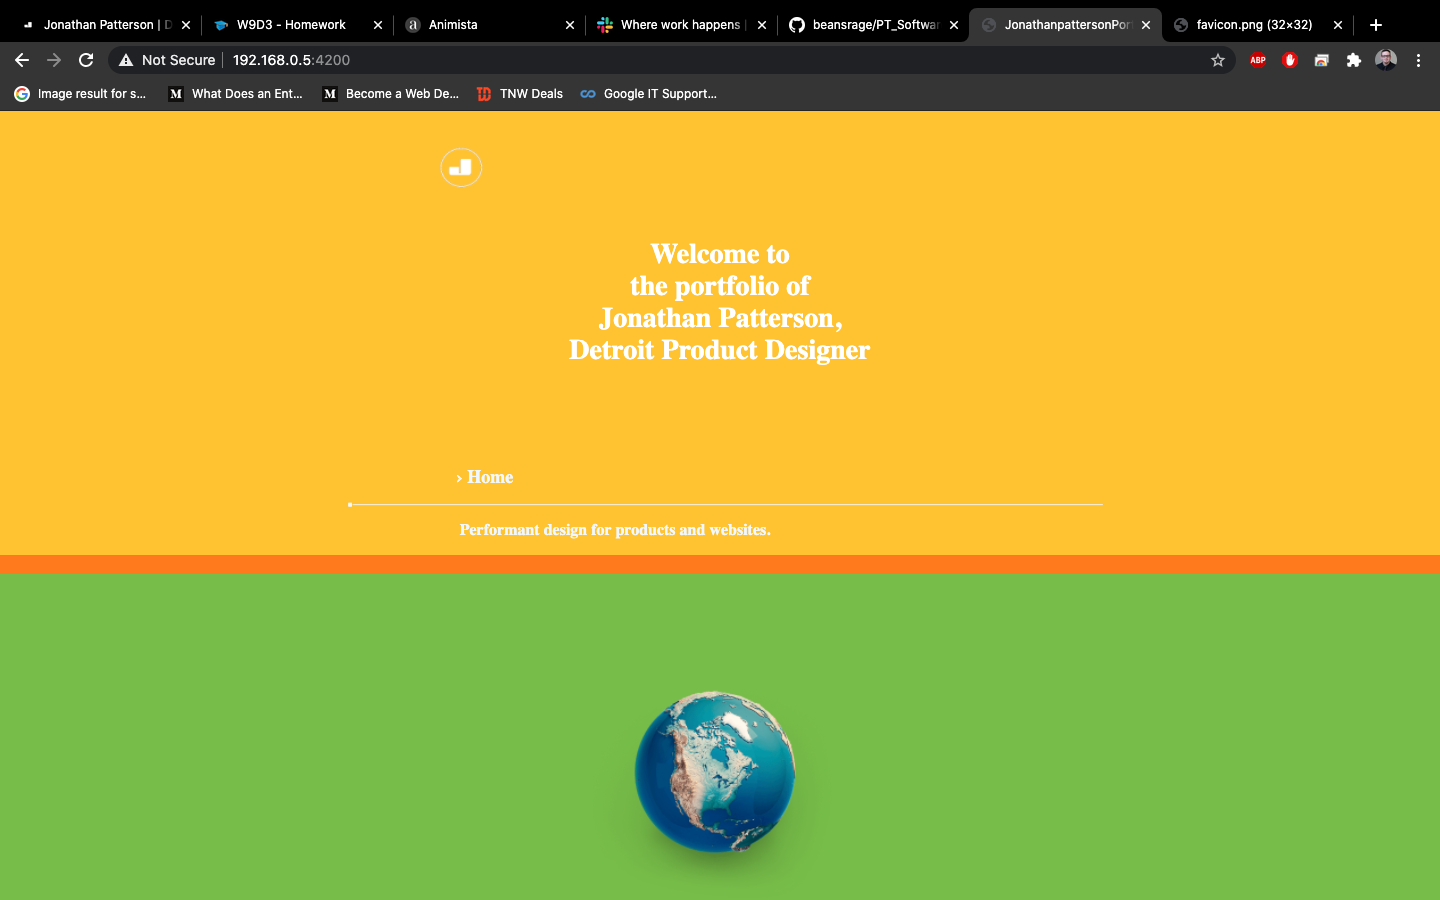 Jonathan Patterson | D
W9D3 - Homework
Animista
Where work happens |
beansrage/PT_Softwar
JonathanpattersonPor
favicon.png (32×32)
Not Secure | 192.168.0.5:4200
ABP
Image result for s...
What Does an Ent...
Become a Web De...
TNW Deals
Google IT Support...
Welcome to
the portfolio of
Jonathan Patterson,
Detroit Product Designer
› Home
Performant design for products and websites.